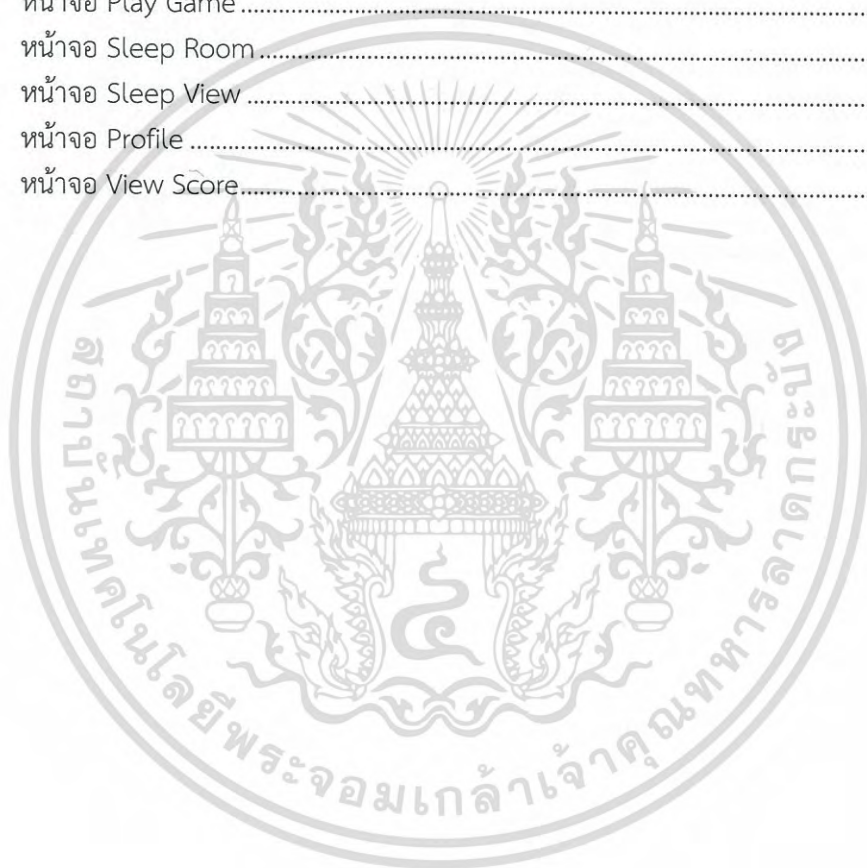 หน้าจอ Play Game
หน้าจอ Sleep Room
หน้าจอ Sleep View
หน้าจอ Profile
หน้าจอ View Score
สถาบันเทคโนโลยีพระจอมเกล้าเจ้าคุณทหารลาดกระบัง
๔